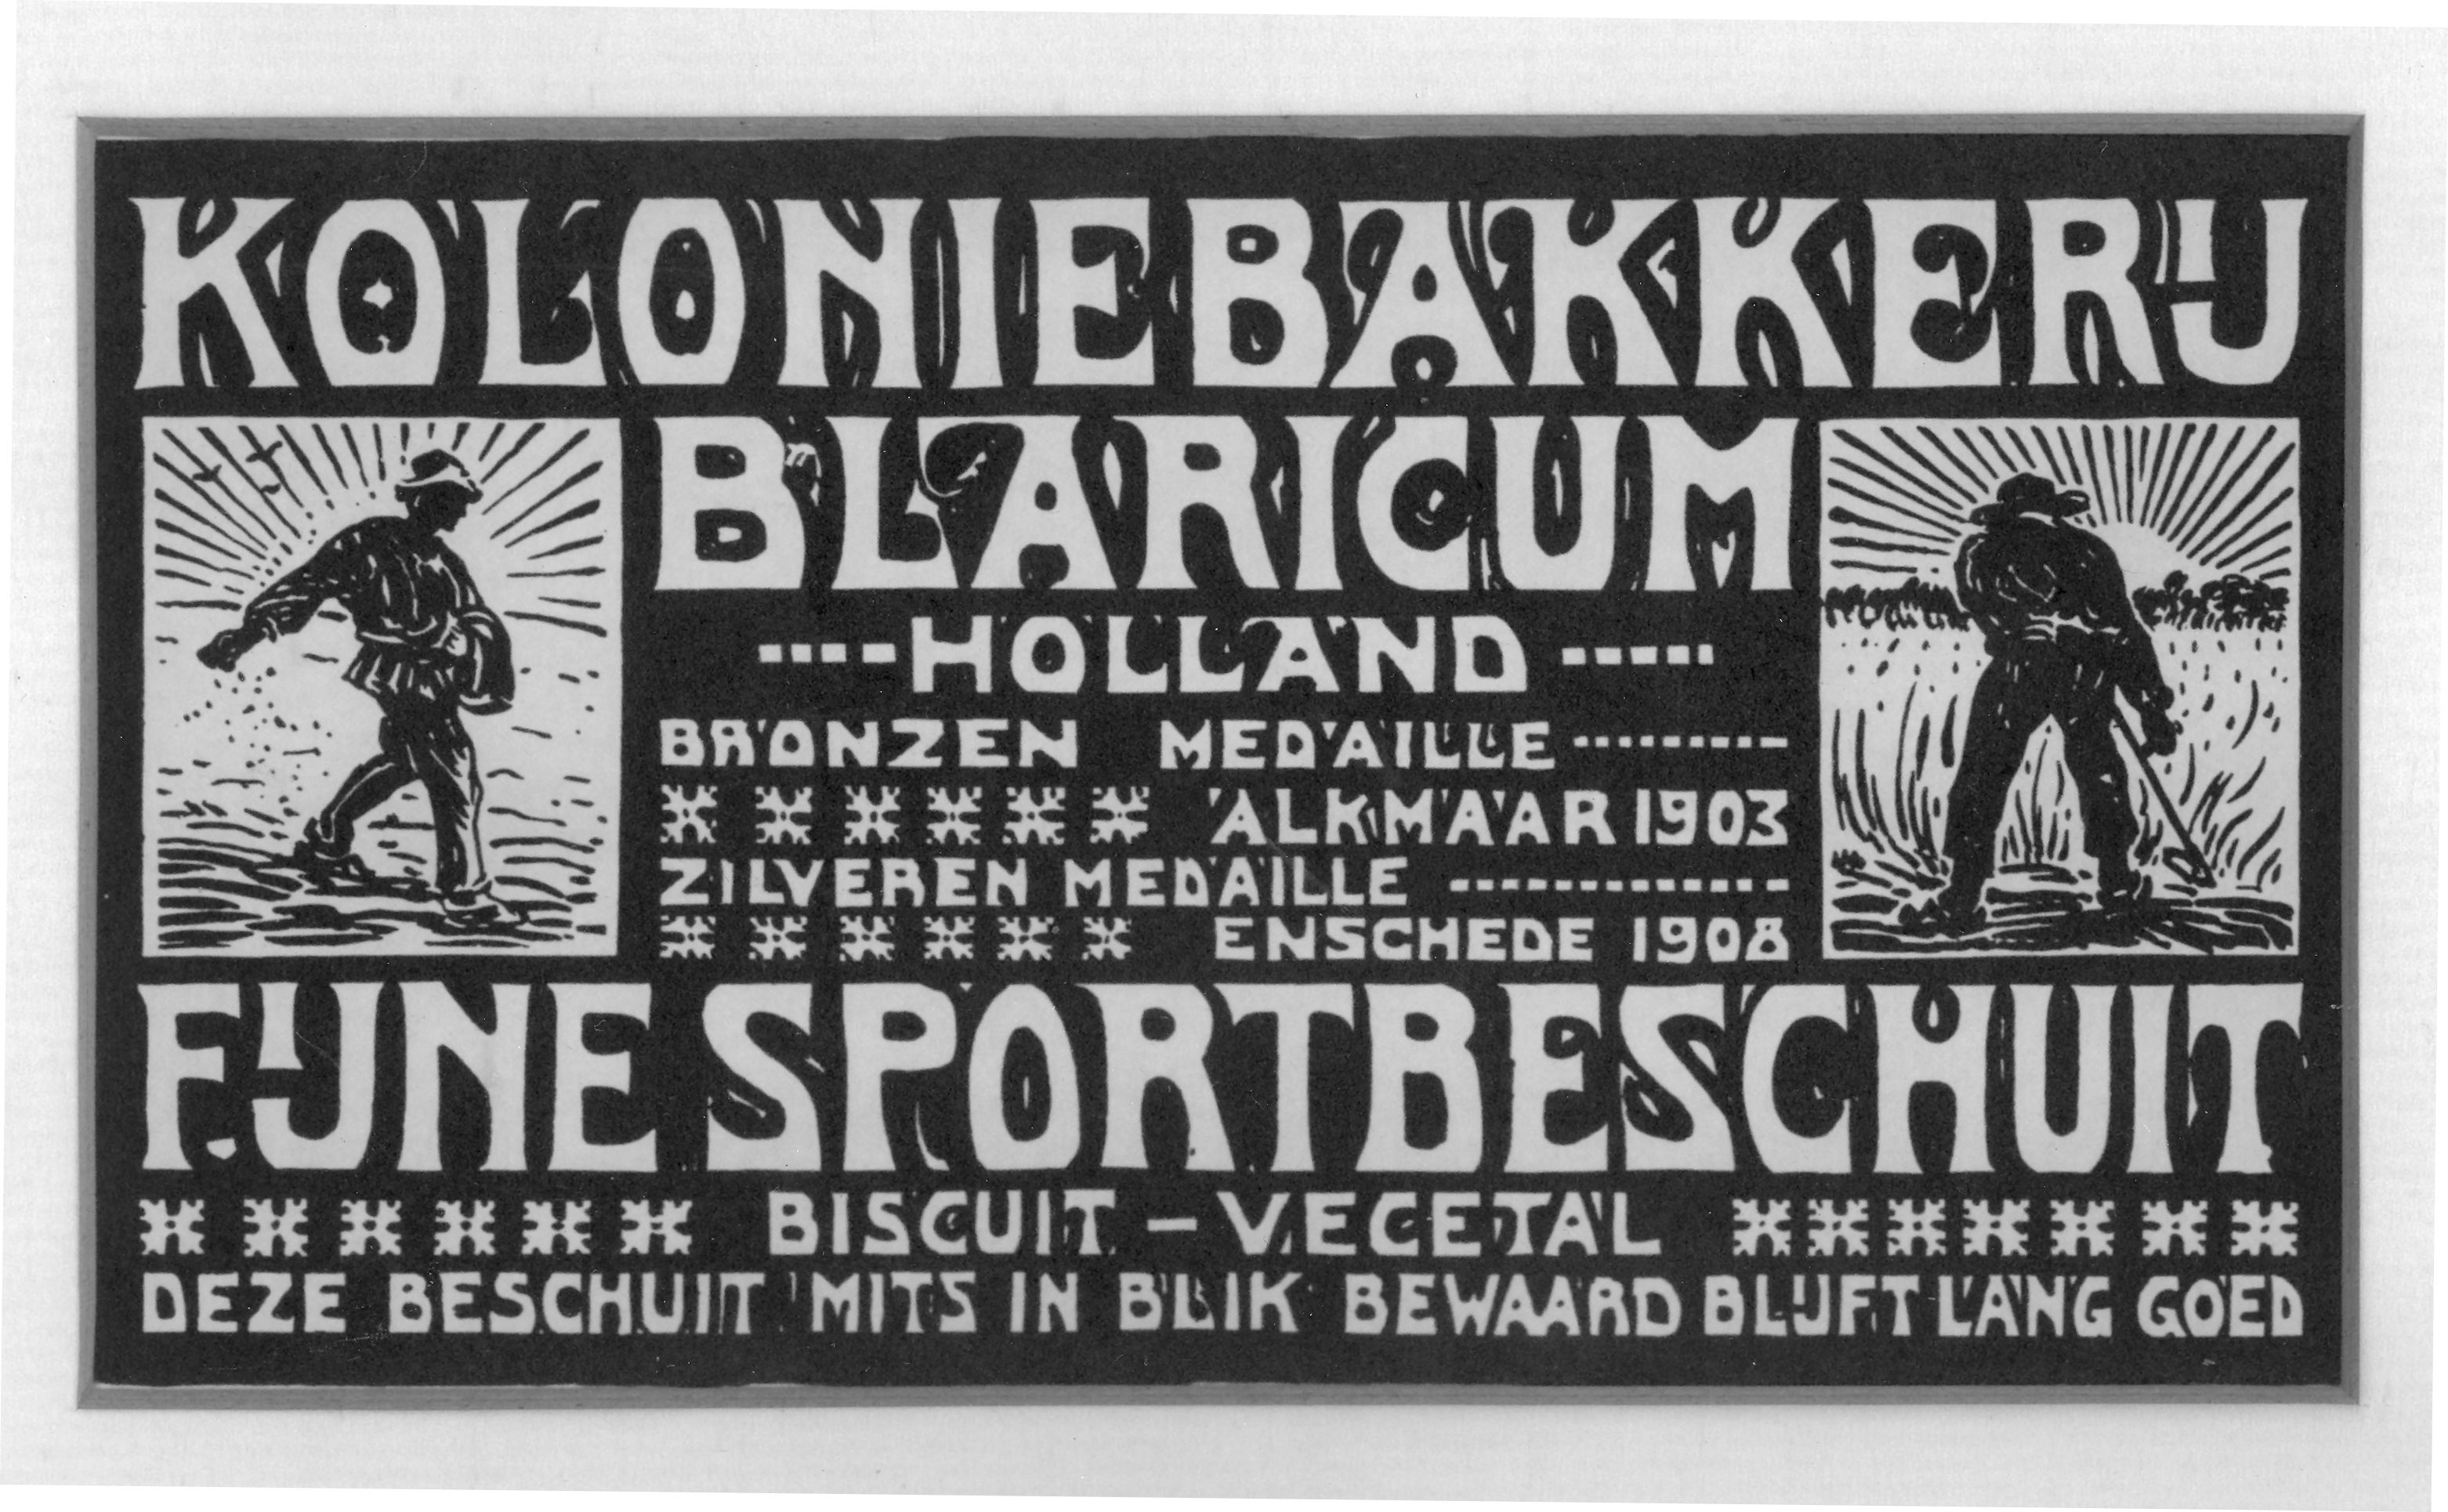 KOLONIEBAKKERIJ
BLARICUM
HOLLAND
BRONZEN MEDAILLE
ALKMAAR 1903
ZILVEREN MEDAILLE
ENSCHEDE 1908
FIJNE SPORTBESCHUIT
BISCUIT – VEGETAL
DEZE BESCHUIT MITS IN BLIK BEWAARD BLIJFT LANG GOED